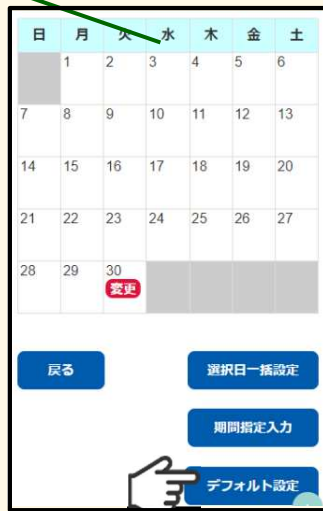 日 月 火 水 木 金 土
1 2 3 4 5 6
7 8 9 10 11 12 13
14 15 16 17 18 19 20
21 22 23 24 25 26 27
28 29 30
変更
戻る 選択日一括設定
期間指定入力
デフォルト設定